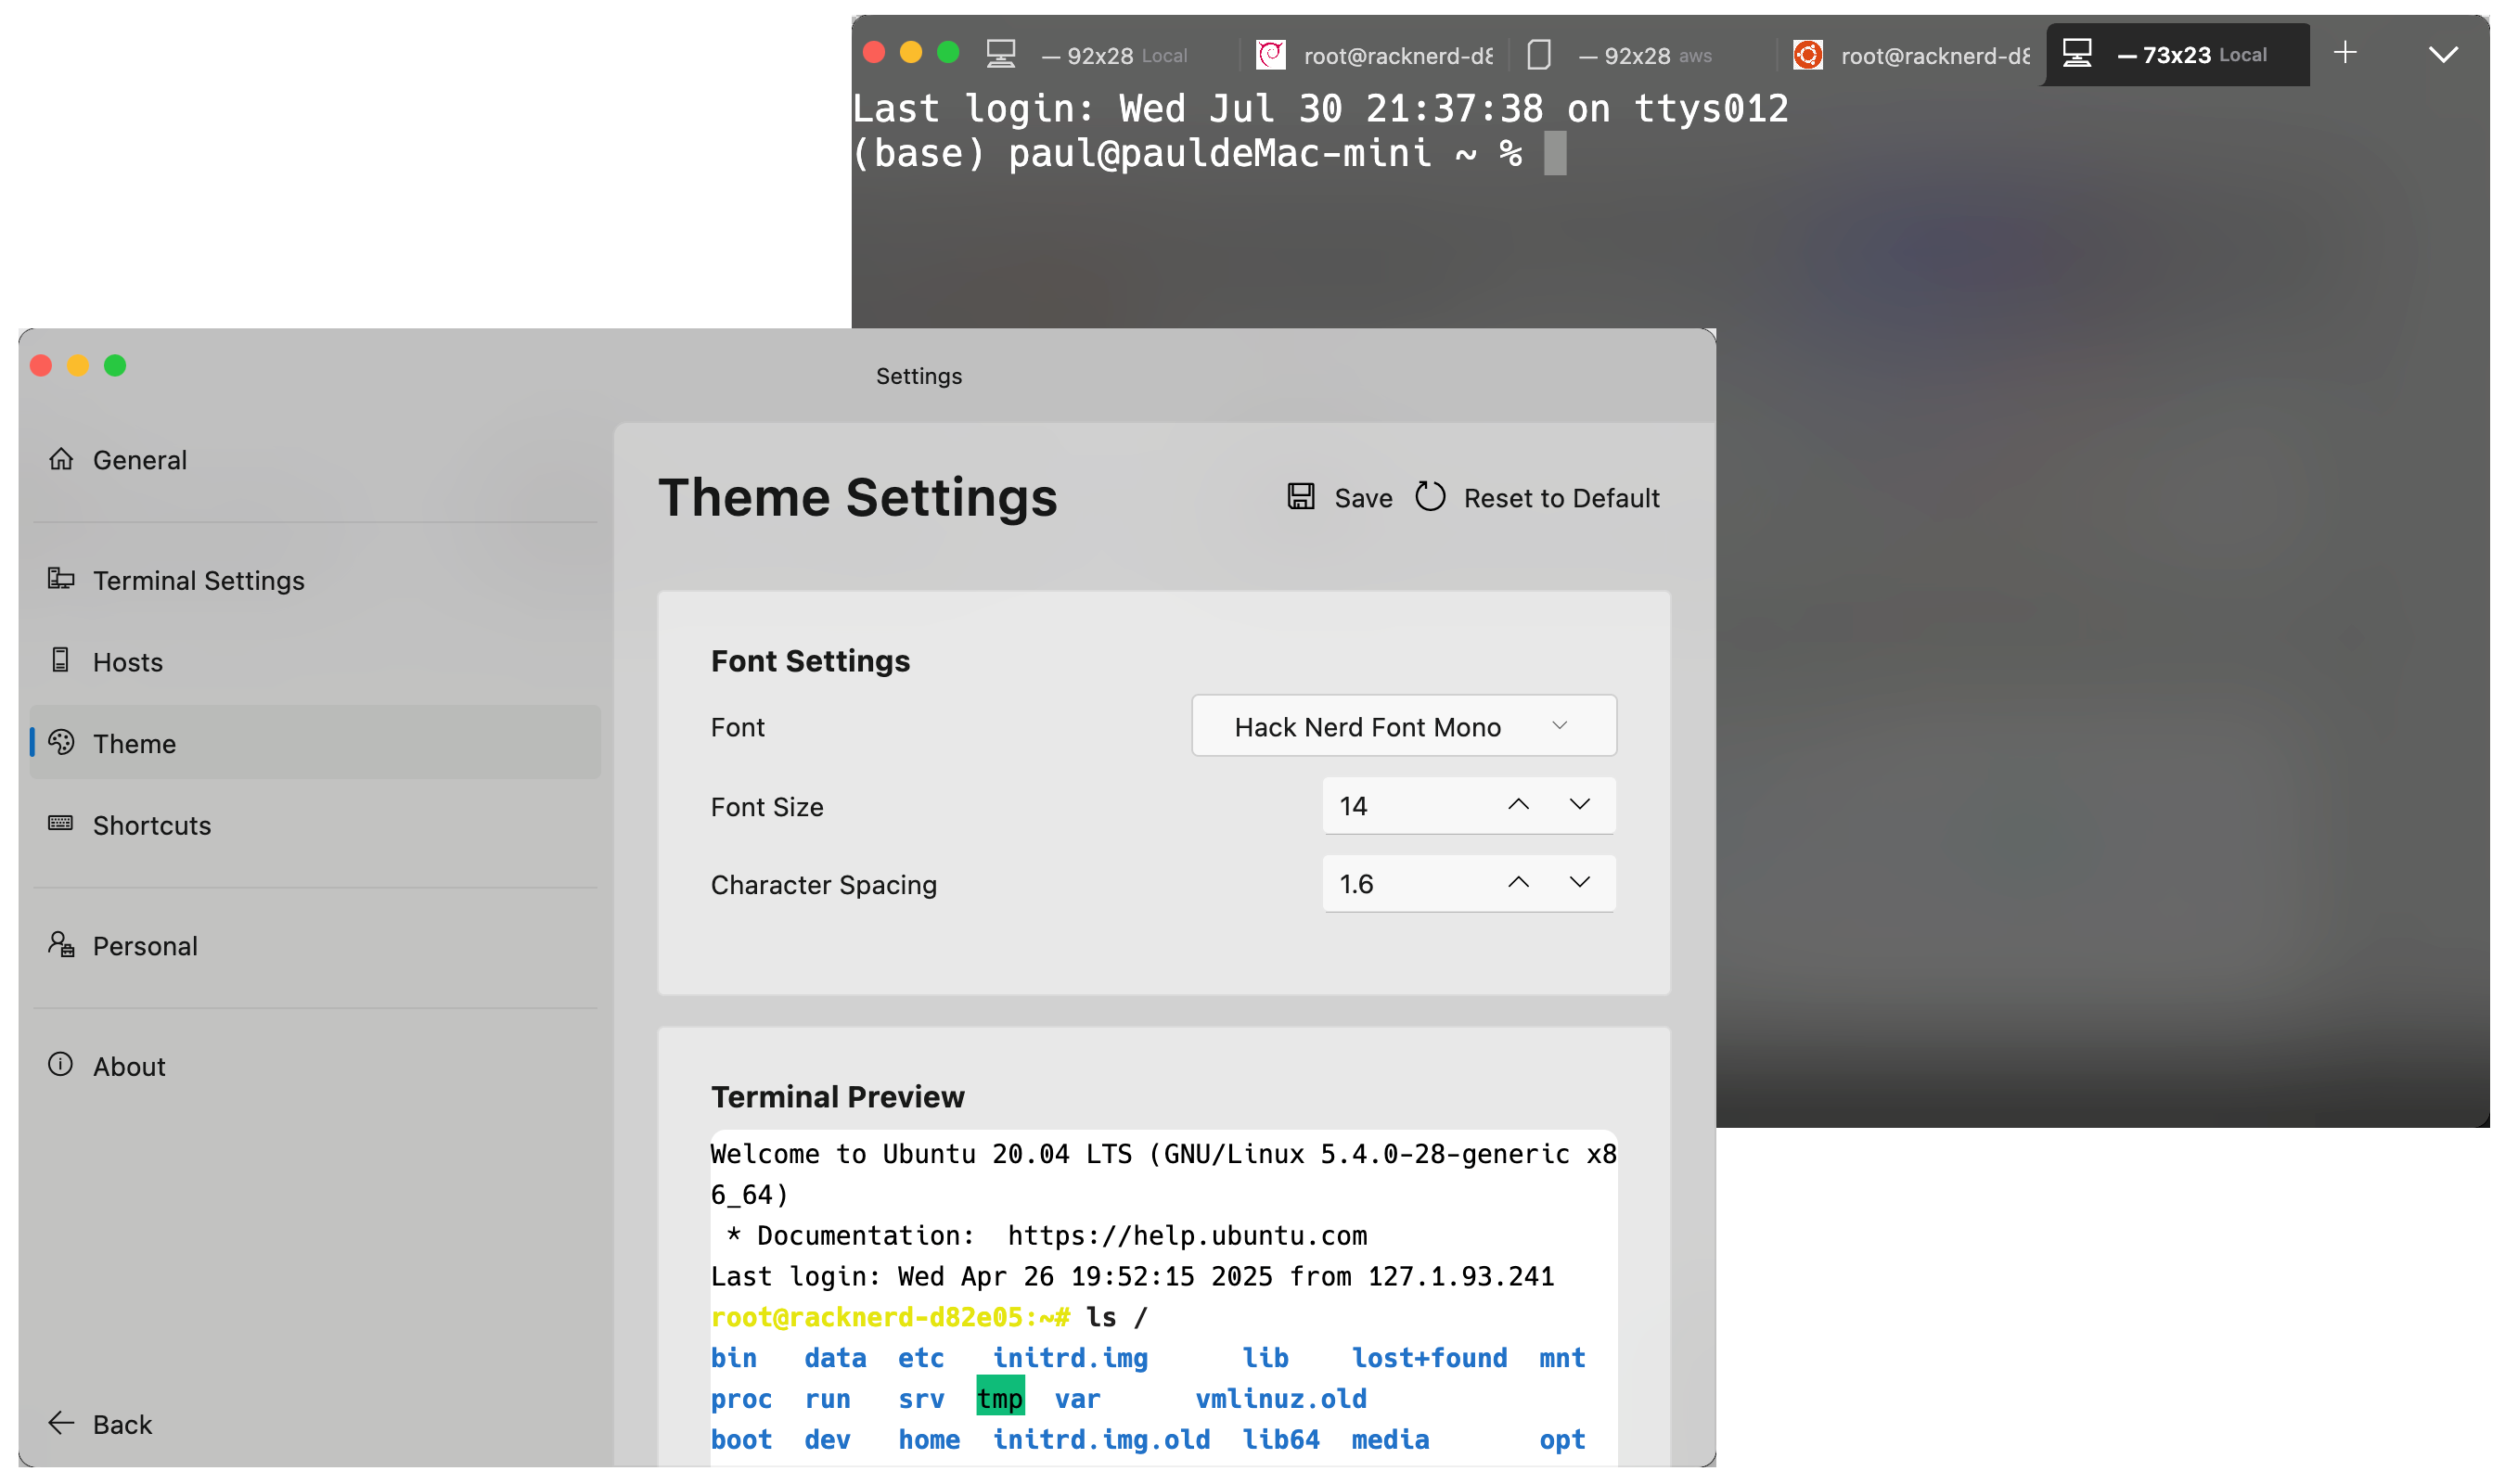 — 92x28 Local
root@racknerd-d8
— 92x28 aws
root@racknerd-d8
— 73x23 Local
Last login: Wed Jul 30 21:37:38 on ttys012
(base) paul@pauldeMac-mini ~ %
Settings
General
Terminal Settings
Hosts
Theme
Shortcuts
Personal
About
Back
Theme Settings
Save
Reset to Default
Font Settings
Font
Hack Nerd Font Mono
Font Size
14
Character Spacing
1.6
Terminal Preview
Welcome to Ubuntu 20.04 LTS (GNU/Linux 5.4.0-28-generic x8
6_64)
* Documentation:  https://help.ubuntu.com
Last login: Wed Apr 26 19:52:15 2025 from 127.1.93.241
root@racknerd-d82e05:~# ls /
bin data etc initrd.img lib lost+found mnt
proc run srv tmp var vmlinuz.old
boot dev home initrd.img.old lib64 media opt